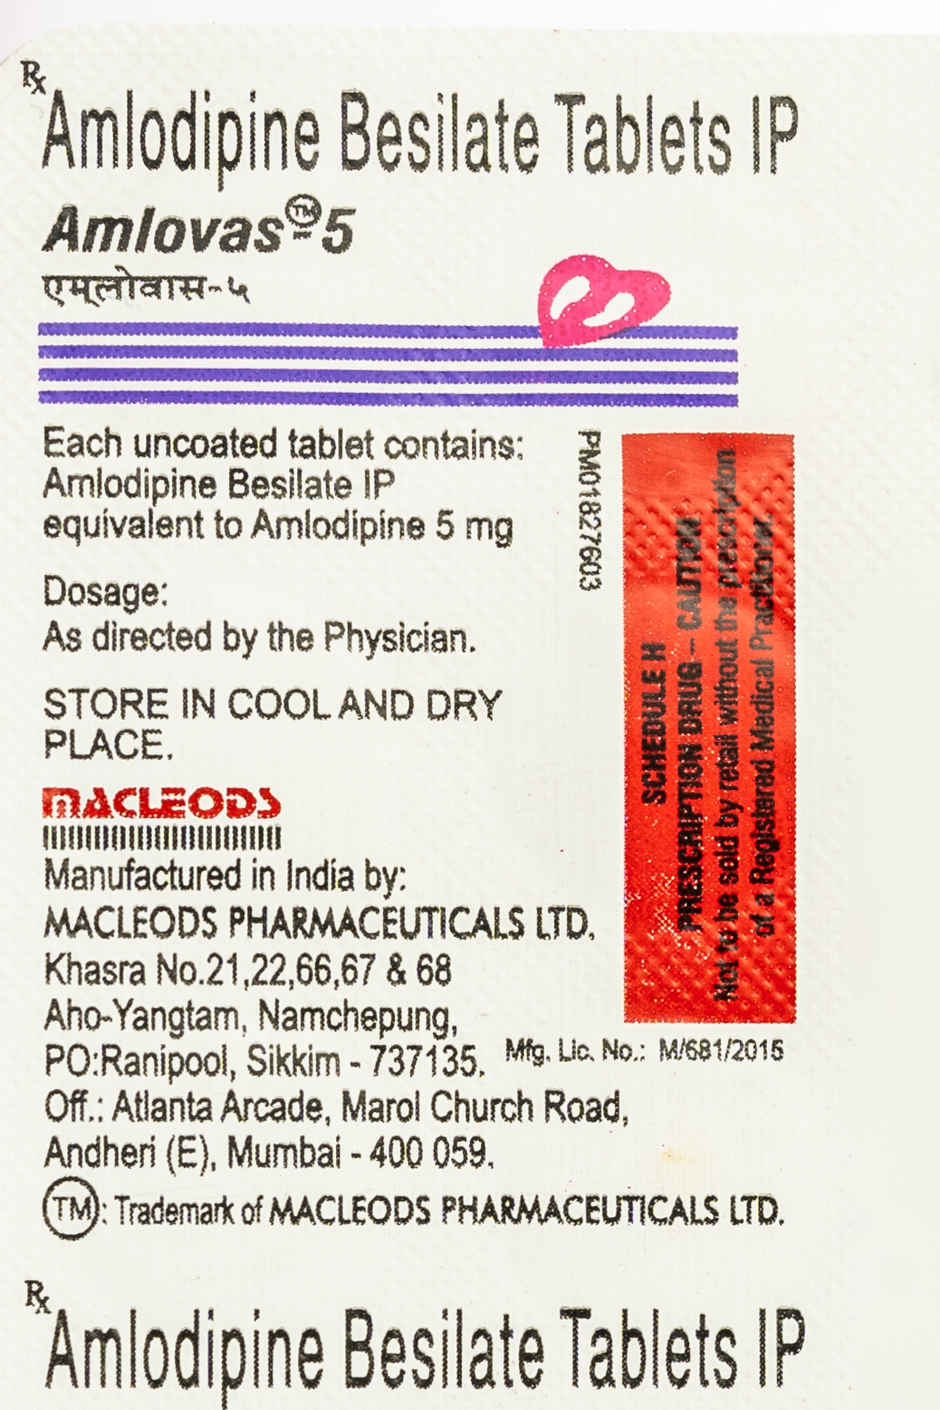 Rx
Amlodipine Besilate Tablets IP
Amlovas™-5
एम्लोवास-५
Each uncoated tablet contains:
Amlodipine Besilate IP
equivalent to Amlodipine 5 mg
Dosage:
As directed by the Physician.
STORE IN COOL AND DRY
PLACE.
PM01827603
SCHEDULE H
PRESCRIPTION DRUG – CAUTION
Not to be sold by retail without the prescription
of a Registered Medical Practitioner.
MACLEODS
Manufactured in India by:
MACLEODS PHARMACEUTICALS LTD.
Khasra No.21,22,66,67 & 68
Aho-Yangtam, Namchepung,
PO:Ranipool, Sikkim - 737135.
Mfg. Lic. No.: M/681/2015
Off.: Atlanta Arcade, Marol Church Road,
Andheri (E), Mumbai - 400 059.
TM: Trademark of MACLEODS PHARMACEUTICALS LTD.
Rx
Amlodipine Besilate Tablets IP